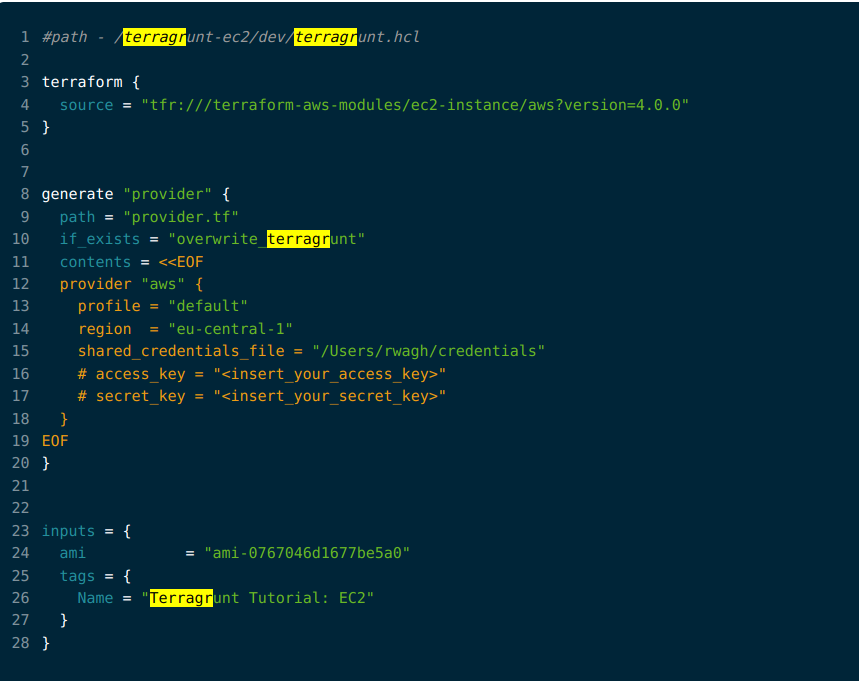 1 #path - /terragrunt-ec2/dev/terragrunt.hcl
2
3 terraform {
4   source = "tfr:///terraform-aws-modules/ec2-instance/aws?version=4.0.0"
5 }
6
7
8 generate "provider" {
9   path = "provider.tf"
10   if_exists = "overwrite_terragrunt"
11   contents = <<EOF
12   provider "aws" {
13     profile = "default"
14     region  = "eu-central-1"
15     shared_credentials_file = "/Users/rwagh/credentials"
16     # access_key = "<insert_your_access_key>"
17     # secret_key = "<insert_your_secret_key>"
18   }
19 EOF
20 }
21
22
23 inputs = {
24   ami           = "ami-0767046d1677be5a0"
25   tags = {
26     Name = "Terragrunt Tutorial: EC2"
27   }
28 }